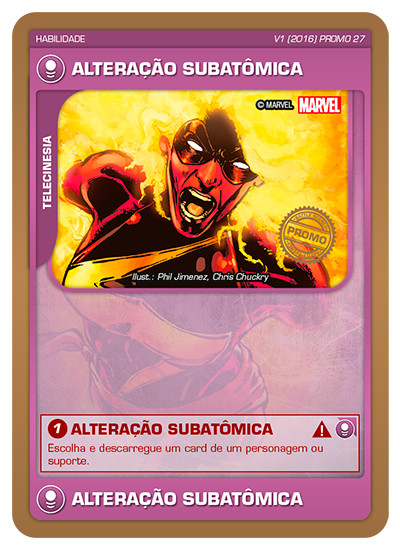 HABILIDADE
V1 (2016) PROMO 27
ALTERAÇÃO SUBATÔMICA
TELECINESIA
© MARVEL MARVEL
PROMO
Ilust.: Phil Jimenez, Chris Chuckry
1 ALTERAÇÃO SUBATÔMICA
Escolha e descarregue um card de um personagem ou
suporte.
ALTERAÇÃO SUBATÔMICA